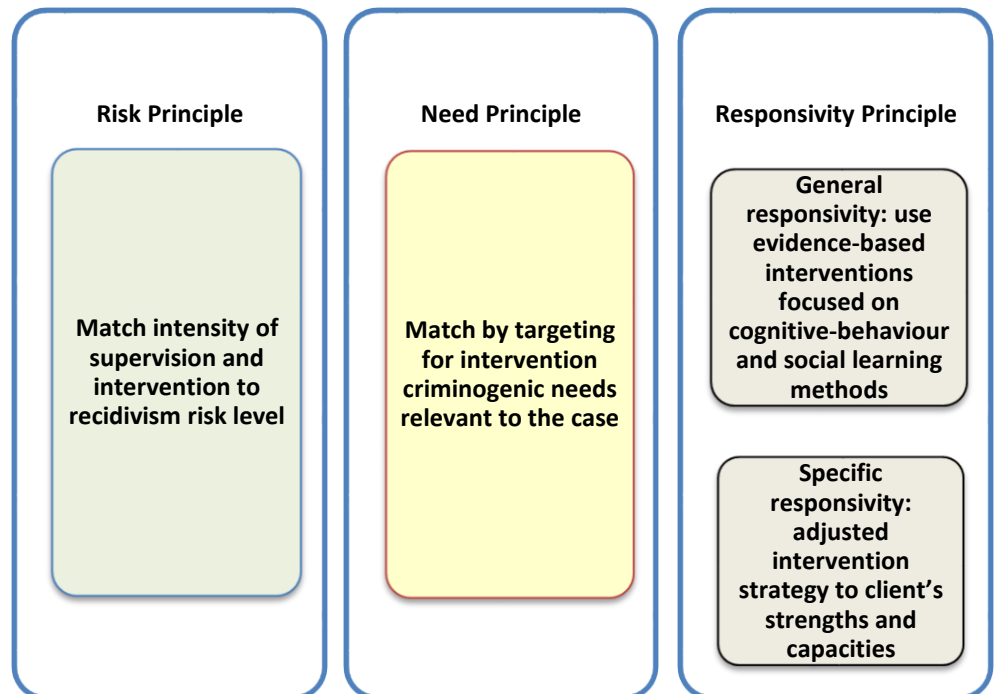 Risk Principle
Match intensity of
supervision and
intervention to
recidivism risk level
Need Principle
Match by targeting
for intervention
criminogenic needs
relevant to the case
Responsivity Principle
General
responsivity: use
evidence-based
interventions
focused on
cognitive-behaviour
and social learning
methods
Specific
responsivity:
adjusted
intervention
strategy to client’s
strengths and
capacities